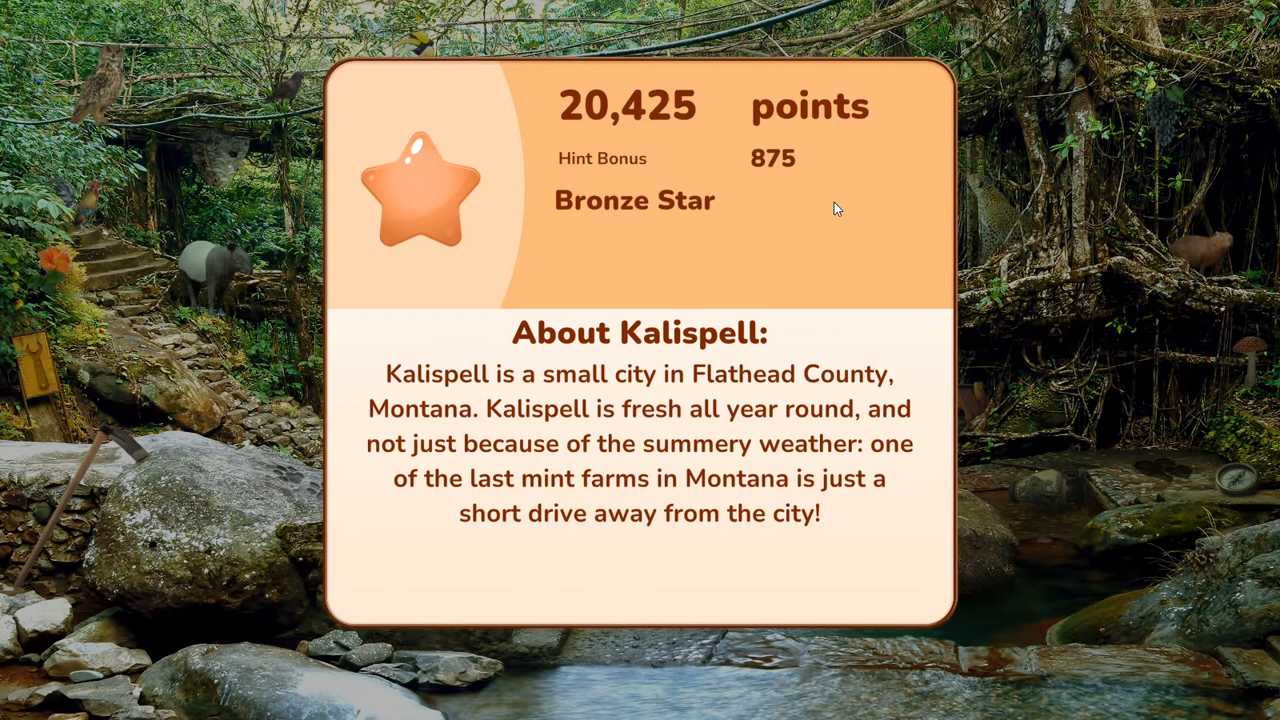 20,425 points
Hint Bonus 875
Bronze Star
About Kalispell:
Kalispell is a small city in Flathead County,
Montana. Kalispell is fresh all year round, and
not just because of the summery weather: one
of the last mint farms in Montana is just a
short drive away from the city!